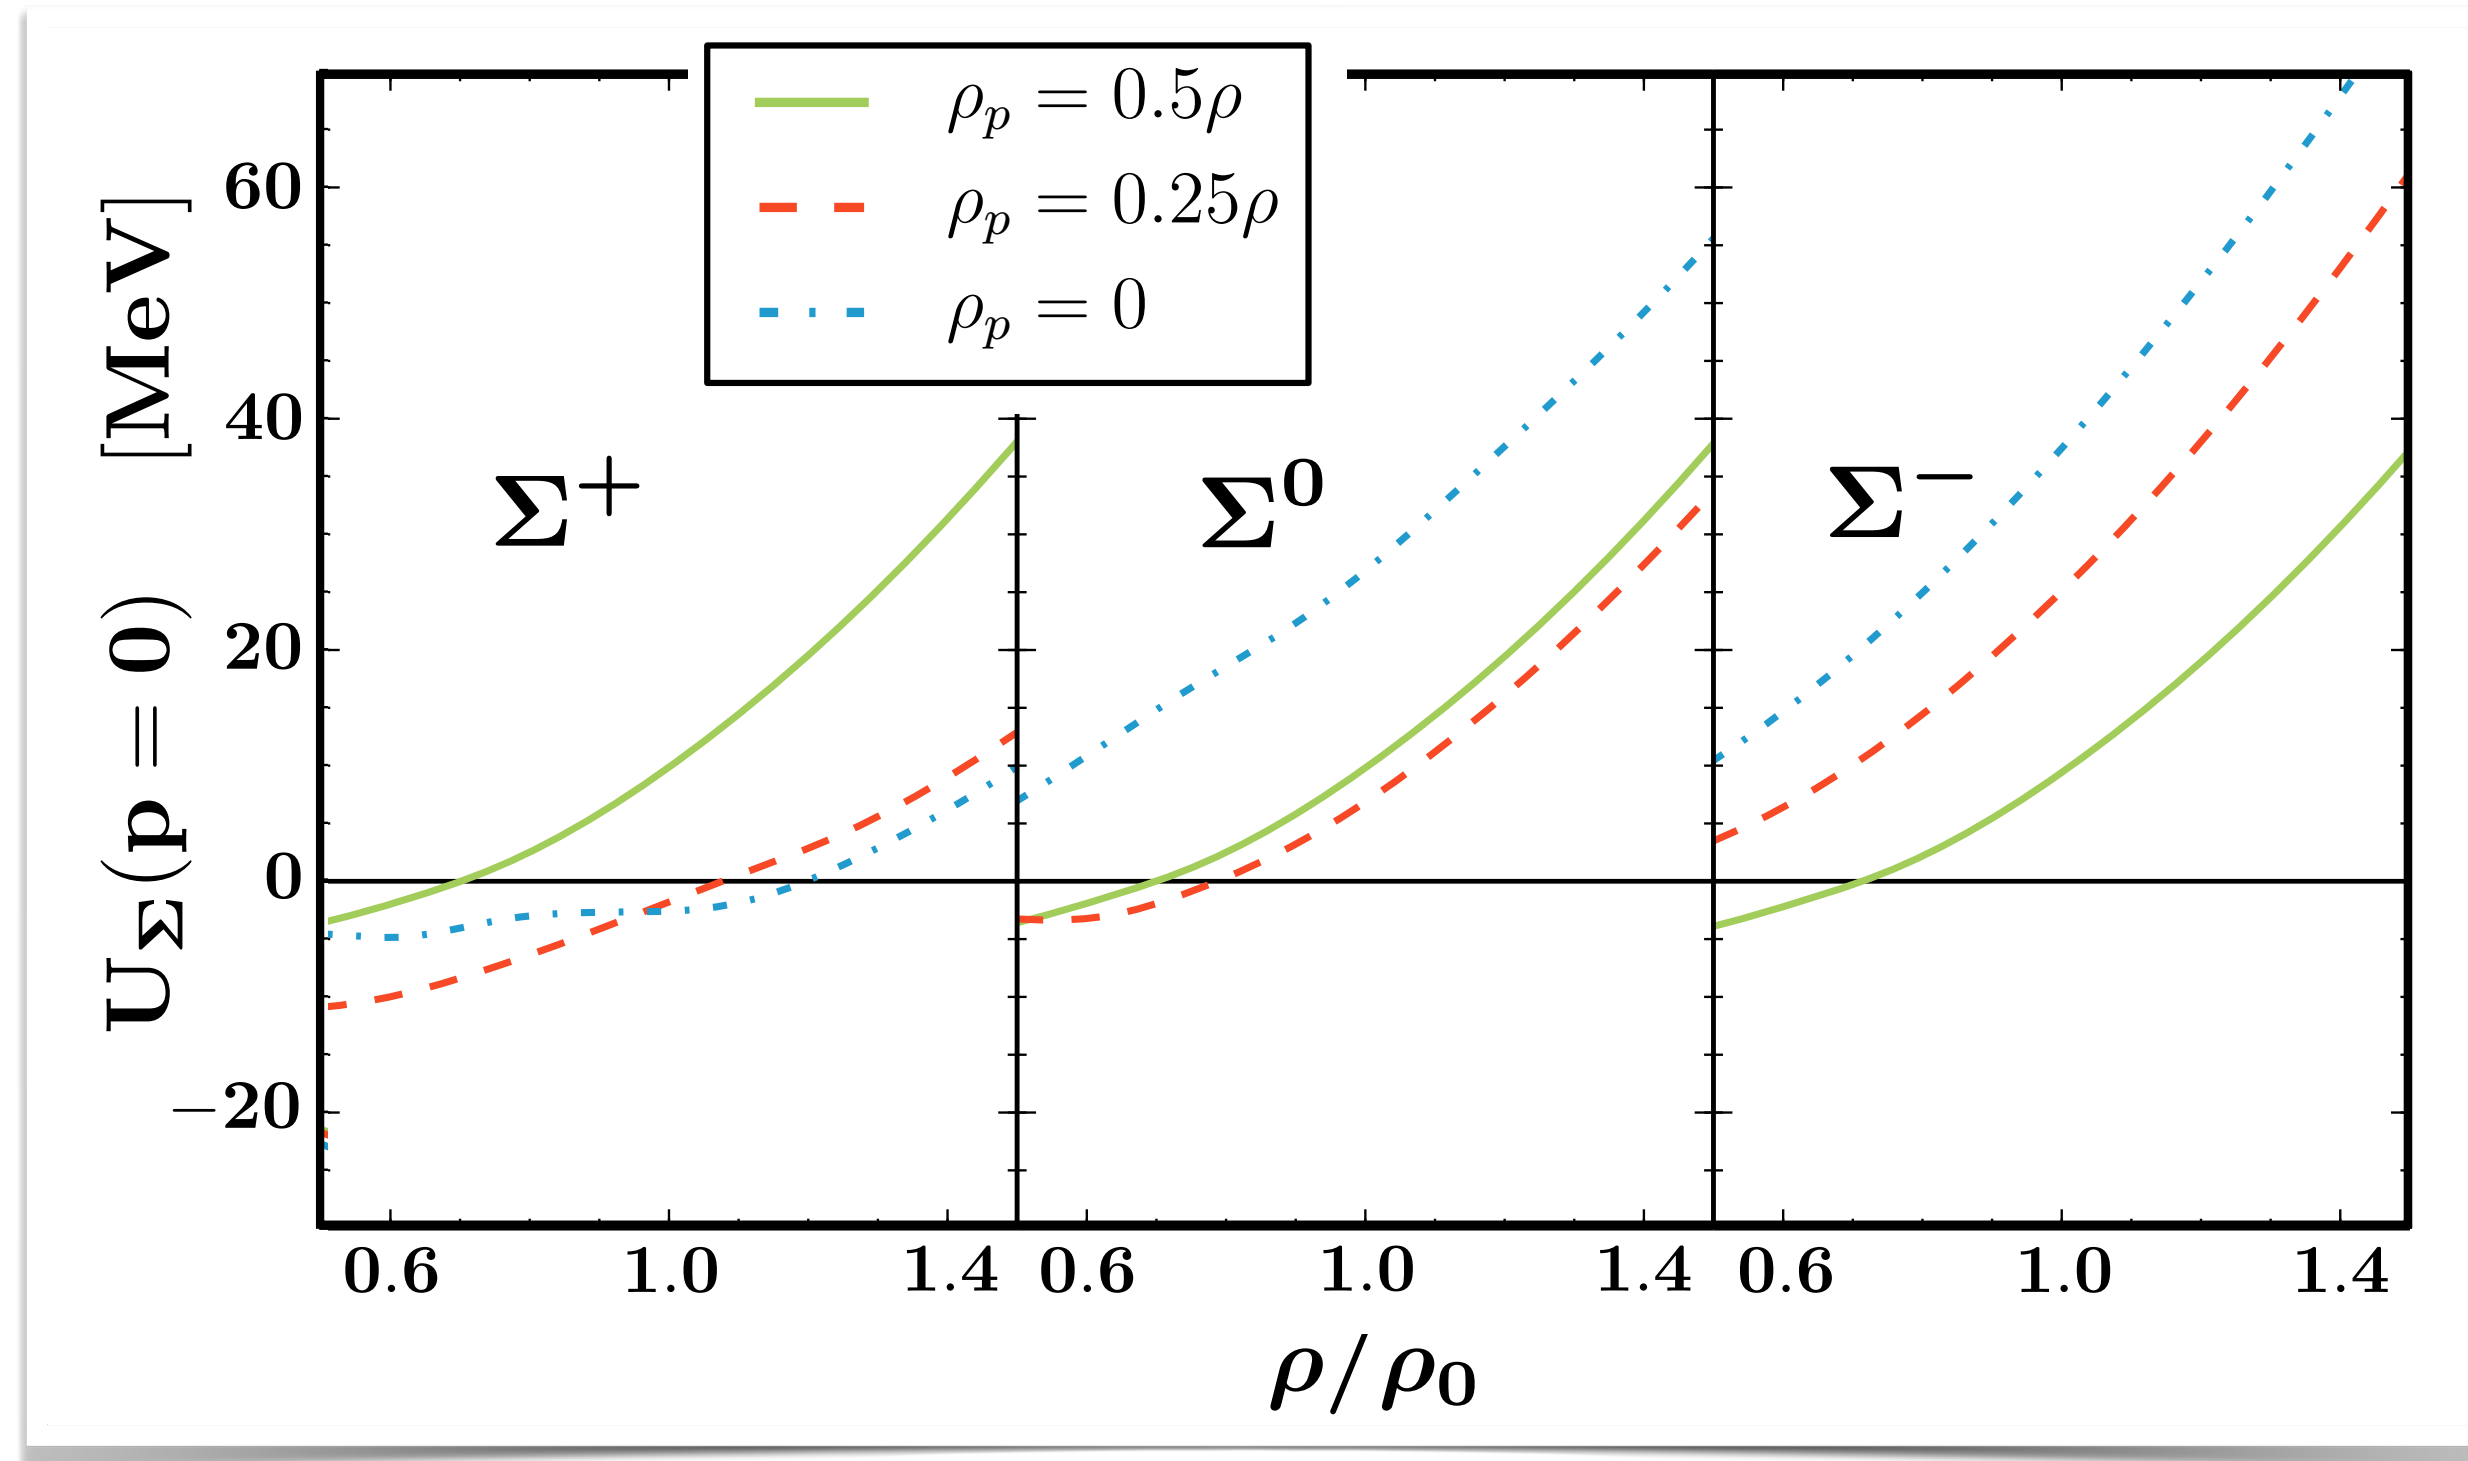 ρₚ = 0.5ρ
ρₚ = 0.25ρ
ρₚ = 0
U_Σ(p = 0) [MeV]
60
40
20
0
−20
Σ⁺
Σ⁰
Σ⁻
0.6 1.0 1.4 0.6 1.0 1.4 0.6 1.0 1.4
ρ/ρ₀